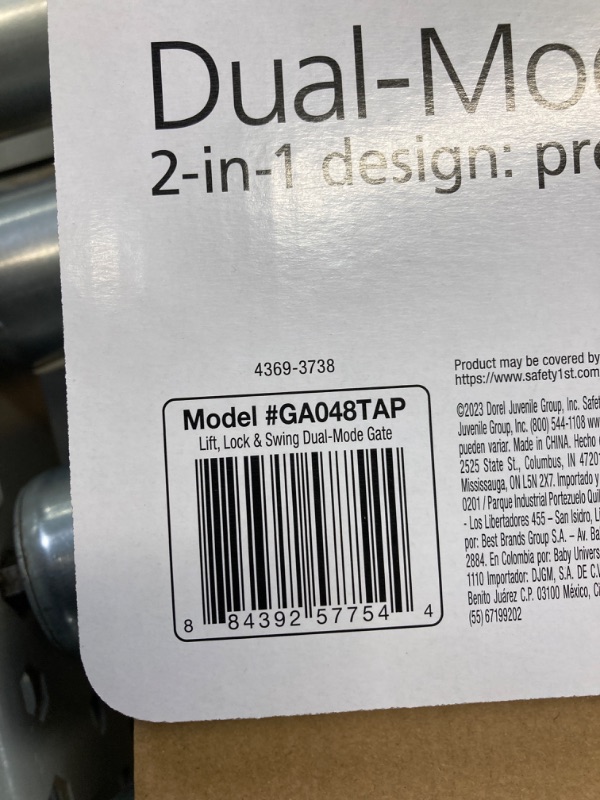 Dual-Mo
2-in-1 design: pr
4369-3738
Model #GA048TAP
Lift, Lock & Swing Dual-Mode Gate
8 84392 57754 4
Product may be covered by
https://www.safety1st.com
©2023 Dorel Juvenile Group, Inc. Safet
Juvenile Group, Inc. (800) 544-1108 ww
pueden variar. Made in CHINA. Hecho
2525 State St., Columbus, IN 4720
Mississauga, ON L5N 2X7. Importado y
0201 / Parque Industrial Portezuelo Qui
- Los Libertadores 455 – San Isidro, Li
por: Best Brands Group S.A. – Av. Ba
2884. En Colombia por: Baby Univers
1110 Importador: DJGM, S.A. DE C.V
Benito Juárez C.P. 03100 México, C
(55) 67199202